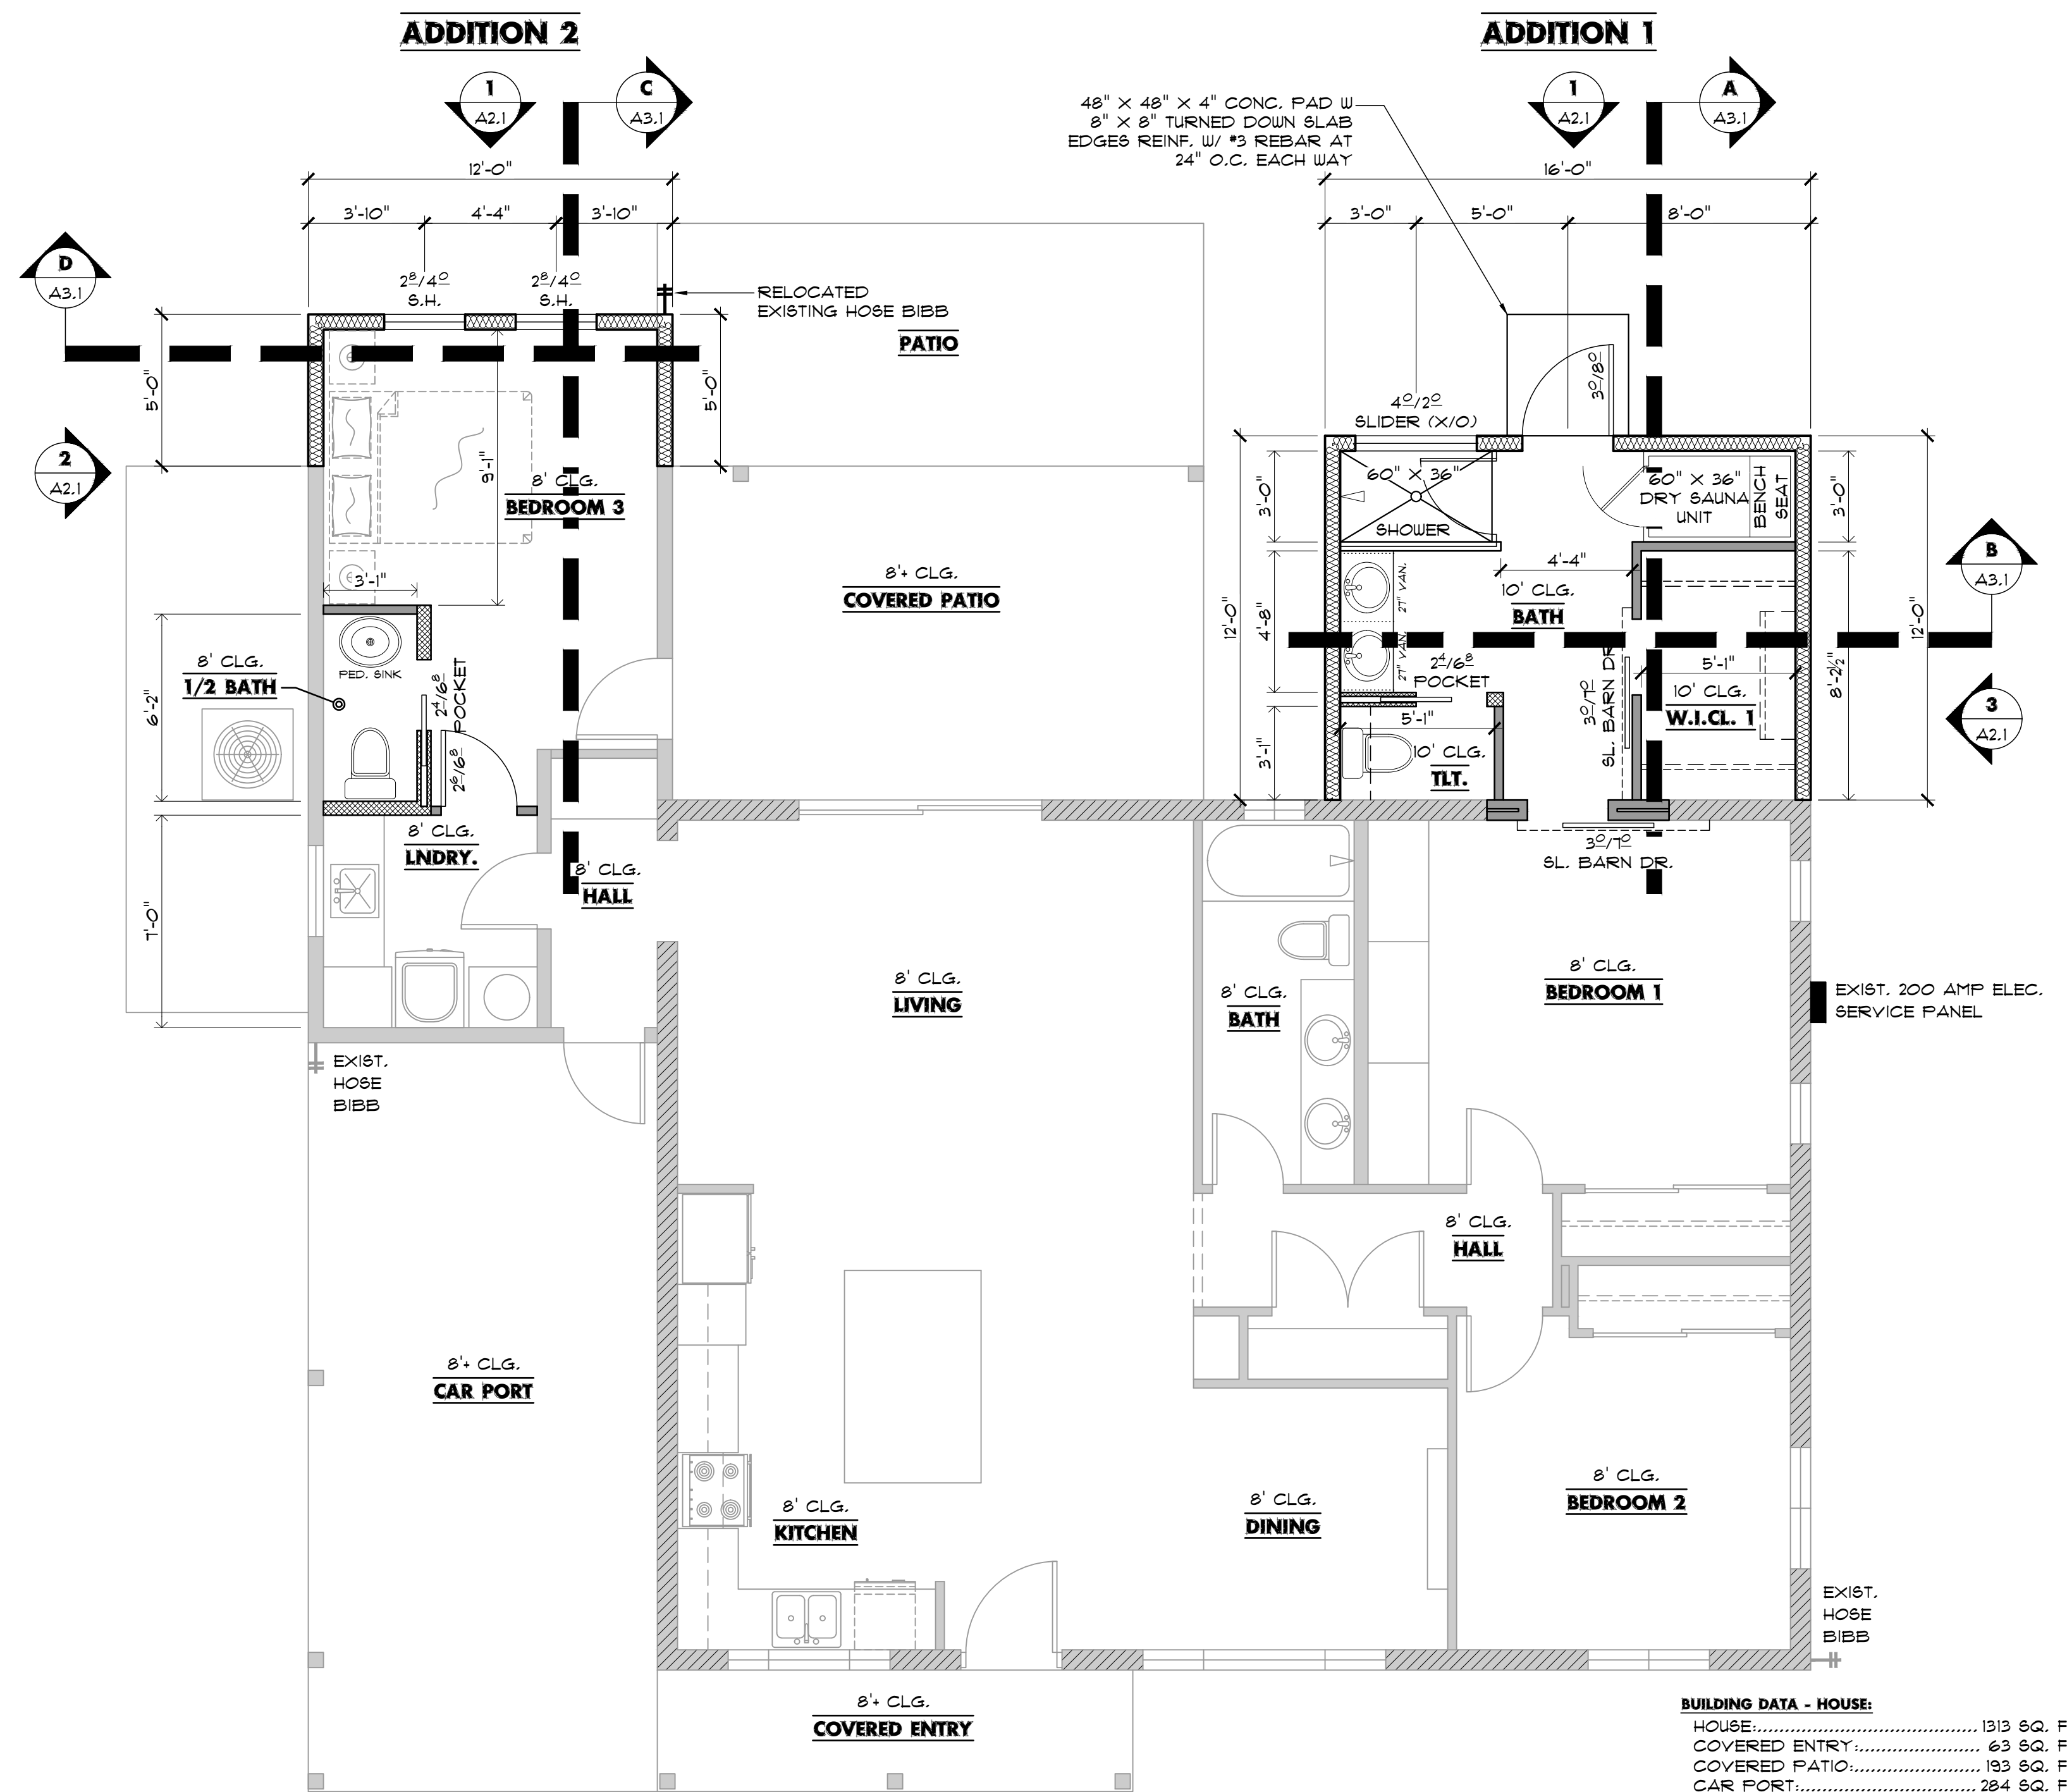 ADDITION 2
ADDITION 1
1
A2.1
C
A3.1
1
A2.1
A
A3.1
48" X 48" X 4" CONC. PAD W
8" X 8" TURNED DOWN SLAB
EDGES REINF. W/ #3 REBAR AT
24" O.C. EACH WAY
12'-0"
16'-0"
3'-10"
4'-4"
3'-10"
3'-0"
5'-0"
8'-0"
D
A3.1
2⁸/4⁰
S.H.
2⁸/4⁰
S.H.
RELOCATED
EXISTING HOSE BIBB
PATIO
5'-0"
5'-0"
9'-1"
2
A2.1
8' CLG.
BEDROOM 3
3'-1"
4⁰/2⁰
SLIDER (X/O)
3⁰/8⁰
60" X 36"
SHOWER
60" X 36"
DRY SAUNA
UNIT
BENCH
SEAT
3'-0"
3'-0"
B
A3.1
8'+ CLG.
COVERED PATIO
4'-4"
10' CLG.
BATH
27" VAN.
27" VAN.
12'-0"
4'-8"
12'-0"
8'-2½"
8' CLG.
1/2 BATH
PED. SINK
2⁴/6⁸
POCKET
6'-2"
2⁶/6⁸
2⁴/6⁸
POCKET
5'-1"
3⁰/7⁰
SL. BARN DR.
5'-1"
10' CLG.
W.I.CL. 1
3
A2.1
3'-1"
10' CLG.
TLT.
8' CLG.
LNDRY.
8' CLG.
HALL
7'-0"
3⁰/7⁰
SL. BARN DR.
8' CLG.
LIVING
8' CLG.
BATH
8' CLG.
BEDROOM 1
EXIST. 200 AMP ELEC.
SERVICE PANEL
EXIST.
HOSE
BIBB
8' CLG.
HALL
8'+ CLG.
CAR PORT
8' CLG.
KITCHEN
8' CLG.
DINING
8' CLG.
BEDROOM 2
EXIST.
HOSE
BIBB
8'+ CLG.
COVERED ENTRY
BUILDING DATA - HOUSE:
HOUSE:........................................ 1313 SQ. F
COVERED ENTRY:...................... 63 SQ. F
COVERED PATIO:....................... 193 SQ. F
CAR PORT:................................ 284 SQ. F